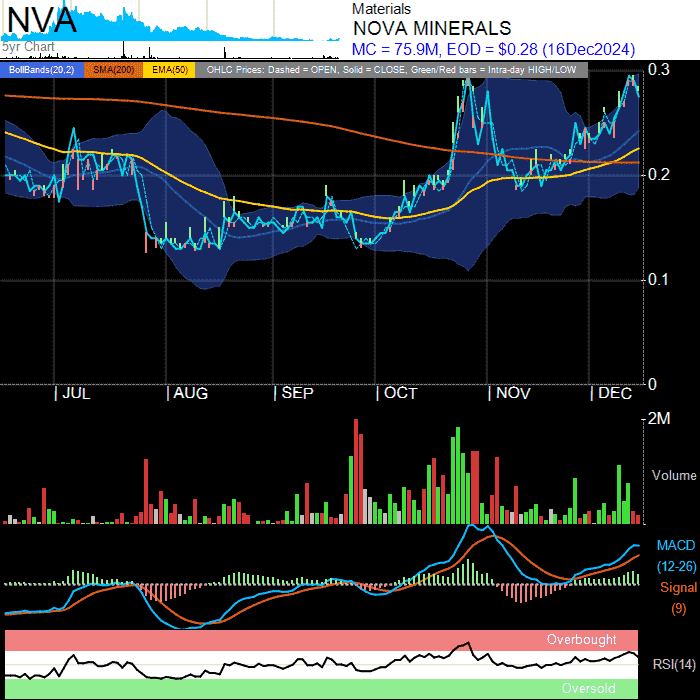 NVA
5yr Chart
Materials
NOVA MINERALS
MC = 75.9M, EOD = $0.28 (16Dec2024)
BollBands(20,2) SMA(200) EMA(50) OHLC Prices: Dashed = OPEN, Solid = CLOSE, Green/Red bars = Intra-day HIGH/LOW
0.3
0.2
0.1
0
JUL AUG SEP OCT NOV DEC
2M
Volume
MACD
(12-26)
Signal
(9)
Overbought
RSI(14)
Oversold